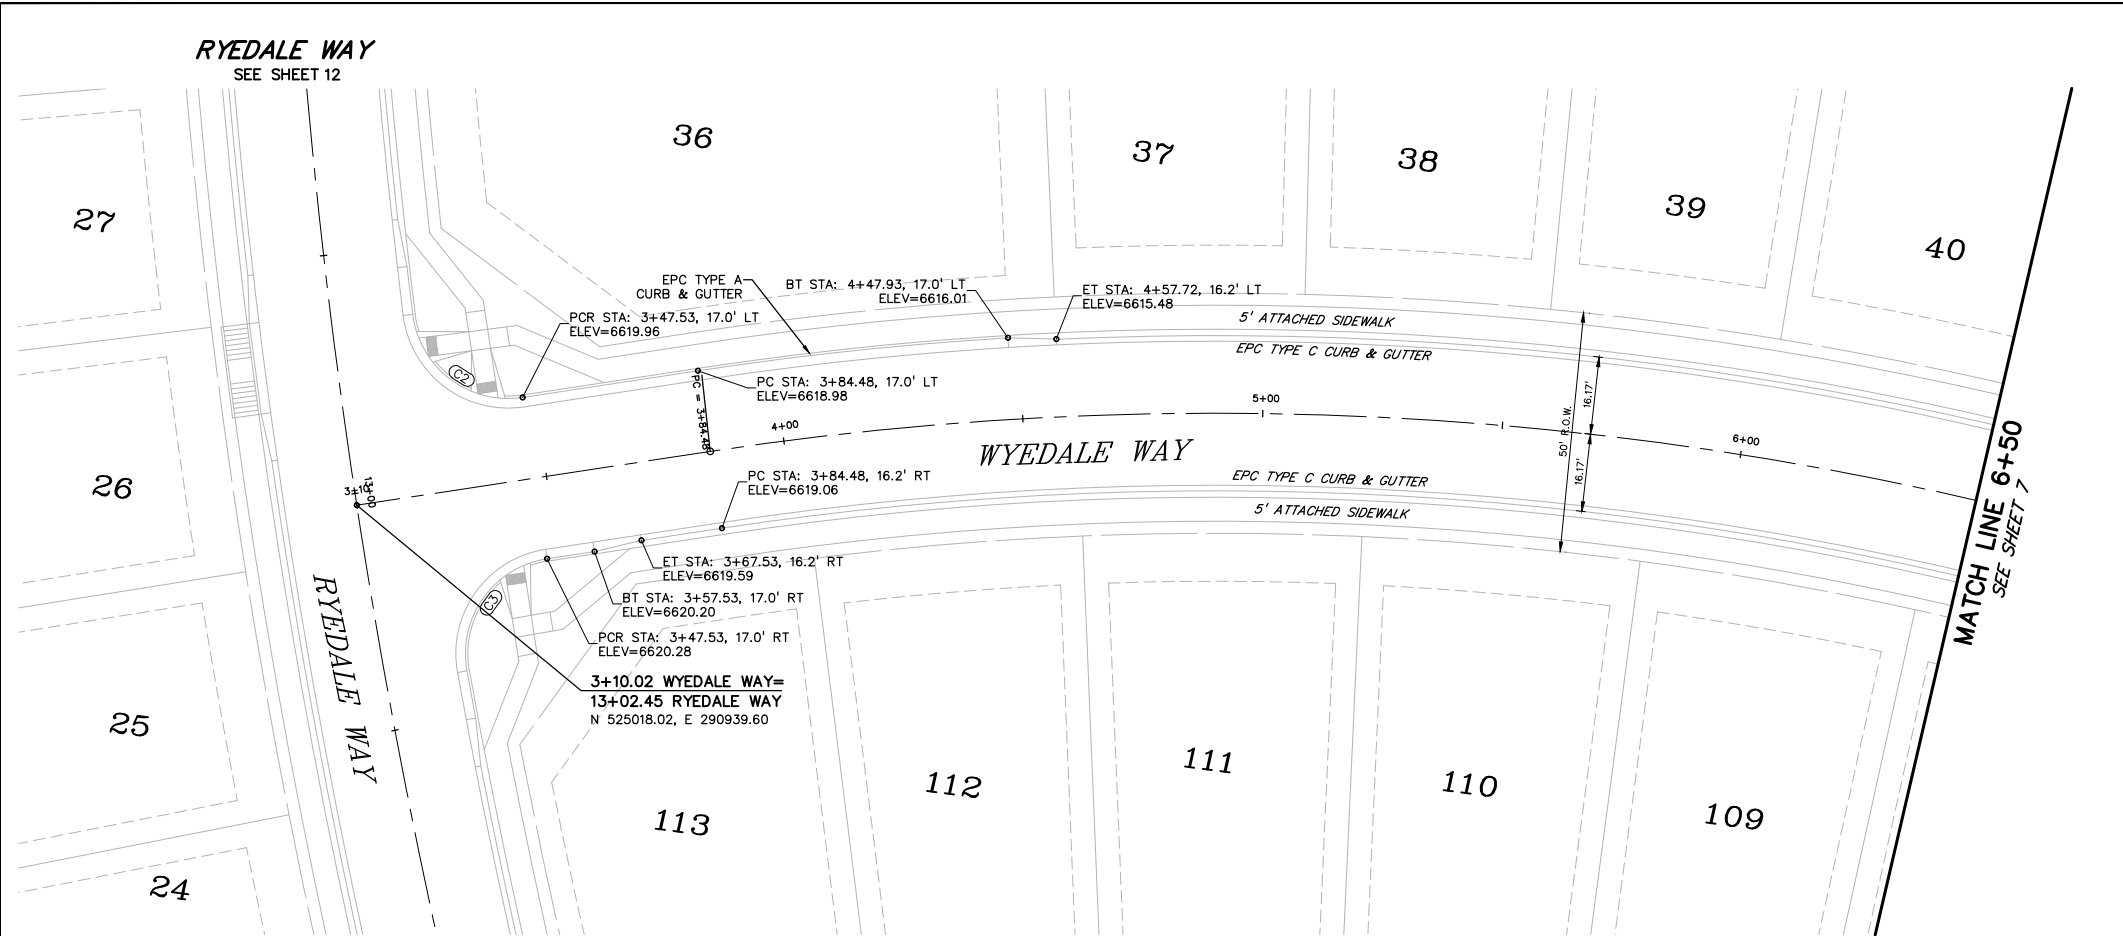 RYEDALE WAY
SEE SHEET 12
36
37
38
39
40
27
EPC TYPE A
CURB & GUTTER
BT STA: 4+47.93, 17.0' LT
ELEV=6616.01
ET STA: 4+57.72, 16.2' LT
ELEV=6615.48
PCR STA: 3+47.53, 17.0' LT
ELEV=6619.96
5' ATTACHED SIDEWALK
EPC TYPE C CURB & GUTTER
C2
PC STA: 3+84.48, 17.0' LT
ELEV=6618.98
PC = 3+84.48
4+00
5+00
6+00
50' R.O.W.
16.17'
16.17'
WYEDALE WAY
MATCH LINE 6+50
SEE SHEET 7
26
3+10
13+00
PC STA: 3+84.48, 16.2' RT
ELEV=6619.06
EPC TYPE C CURB & GUTTER
5' ATTACHED SIDEWALK
ET STA: 3+67.53, 16.2' RT
ELEV=6619.59
BT STA: 3+57.53, 17.0' RT
ELEV=6620.20
C3
PCR STA: 3+47.53, 17.0' RT
ELEV=6620.28
3+10.02 WYEDALE WAY=
13+02.45 RYEDALE WAY
N 525018.02, E 290939.60
RYEDALE WAY
25
24
113
112
111
110
109